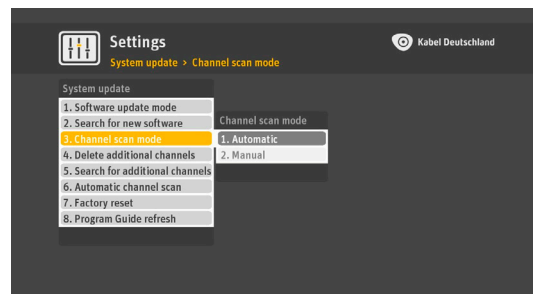 Settings
Kabel Deutschland
System update > Channel scan mode
System update
1. Software update mode
2. Search for new software
3. Channel scan mode
4. Delete additional channels
5. Search for additional channels
6. Automatic channel scan
7. Factory reset
8. Program Guide refresh
Channel scan mode
1. Automatic
2. Manual